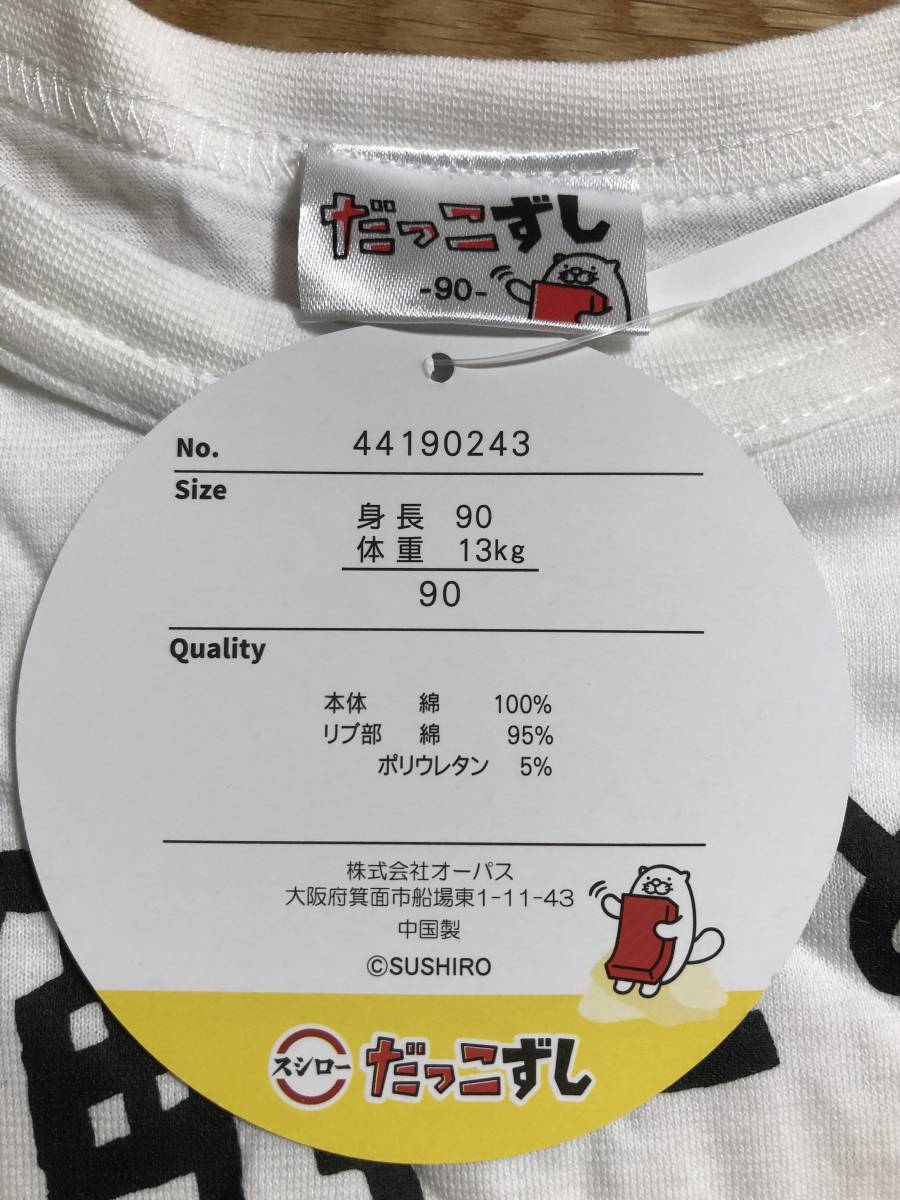 だっこずし
-90-
No. 44190243
Size
身長 90
体重 13kg
90
Quality
本体 綿 100%
リブ部 綿 95%
ポリウレタン 5%
株式会社オーパス
大阪府箕面市船場東1-11-43
中国製
©SUSHIRO
スシロー だっこずし